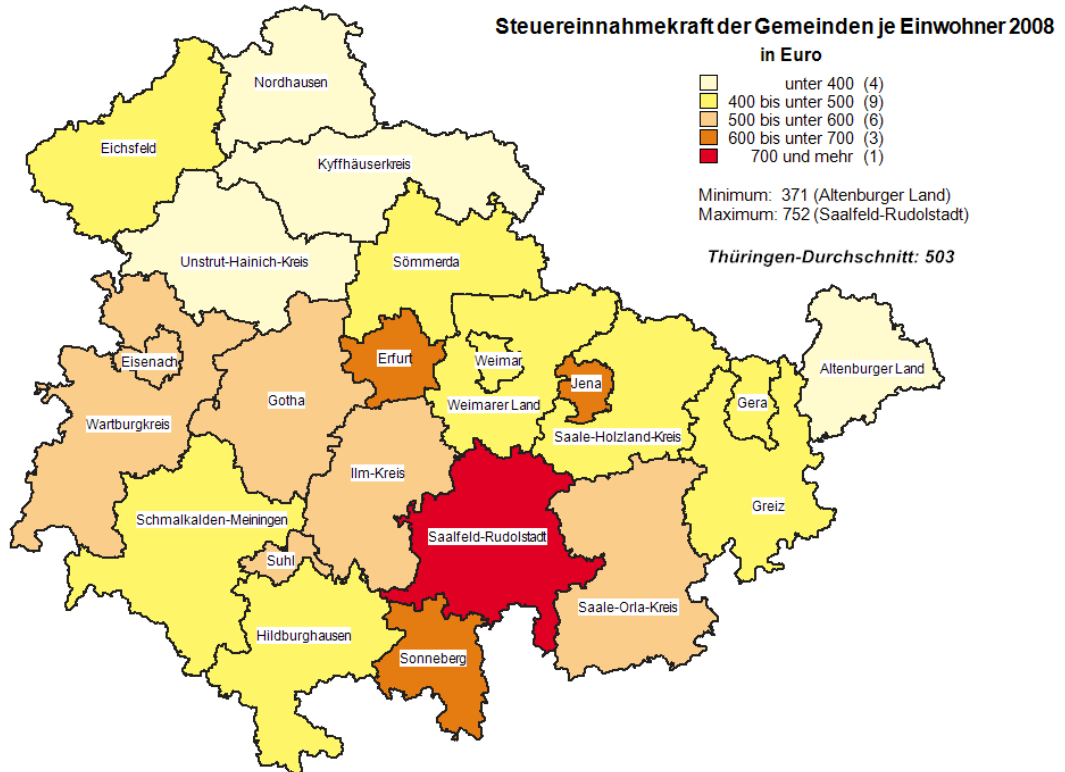 Steuereinnahmekraft der Gemeinden je Einwohner 2008
in Euro
unter 400 (4)
400 bis unter 500 (9)
500 bis unter 600 (6)
600 bis unter 700 (3)
700 und mehr (1)
Minimum: 371 (Altenburger Land)
Maximum: 752 (Saalfeld-Rudolstadt)
Thüringen-Durchschnitt: 503
Nordhausen
Eichsfeld
Kyffhäuserkreis
Unstrut-Hainich-Kreis
Sömmerda
Eisenach
Erfurt
Weimar
Jena
Altenburger Land
Gotha
Weimarer Land
Gera
Wartburgkreis
Saale-Holzland-Kreis
Ilm-Kreis
Greiz
Schmalkalden-Meiningen
Saalfeld-Rudolstadt
Suhl
Saale-Orla-Kreis
Hildburghausen
Sonneberg